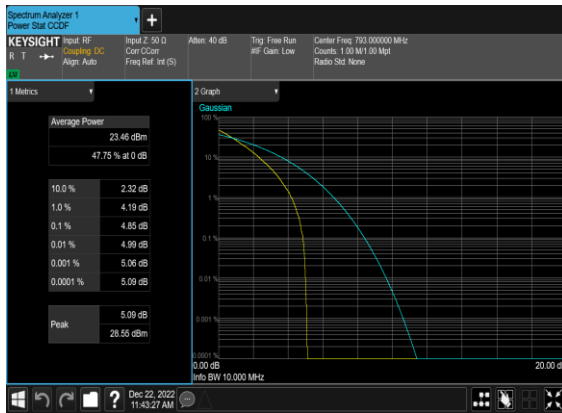 Spectrum Analyzer 1
Power Stat CCDF
+
KEYSIGHT
R T
Input: RF
Coupling: DC
Align: Auto
Input Z: 50 Ω
Corr CCorr
Freq Ref: Int (S)
Atten: 40 dB
Trig: Free Run
#IF Gain: Low
Center Freq: 793.000000 MHz
Counts: 1.00 M/1.00 Mpt
Radio Std: None
1 Metrics
Average Power
23.46 dBm
47.75 % at 0 dB
10.0 % 2.32 dB
1.0 % 4.19 dB
0.1 % 4.85 dB
0.01 % 4.99 dB
0.001 % 5.06 dB
0.0001 % 5.09 dB
Peak
5.09 dB
28.55 dBm
2 Graph
Gaussian
100 %
10 %
1 %
0.1 %
0.01 %
0.001 %
0.0001 %
0.00 dB
20.00 d
Info BW 10.000 MHz
?
Dec 22, 2022
11:43:27 AM